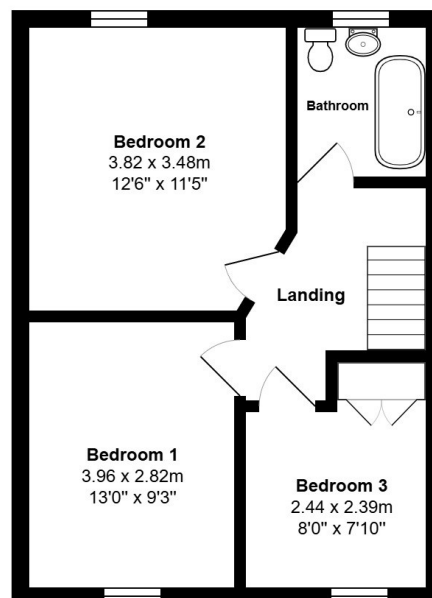 Bedroom 2
3.82 x 3.48m
12'6" x 11'5"
Bathroom
Landing
Bedroom 1
3.96 x 2.82m
13'0" x 9'3"
Bedroom 3
2.44 x 2.39m
8'0" x 7'10"